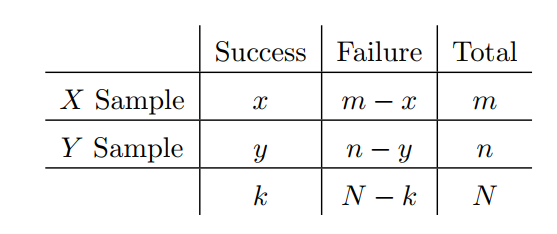 Success Failure Total
X Sample x m − x m
Y Sample y n − y n
k N − k N